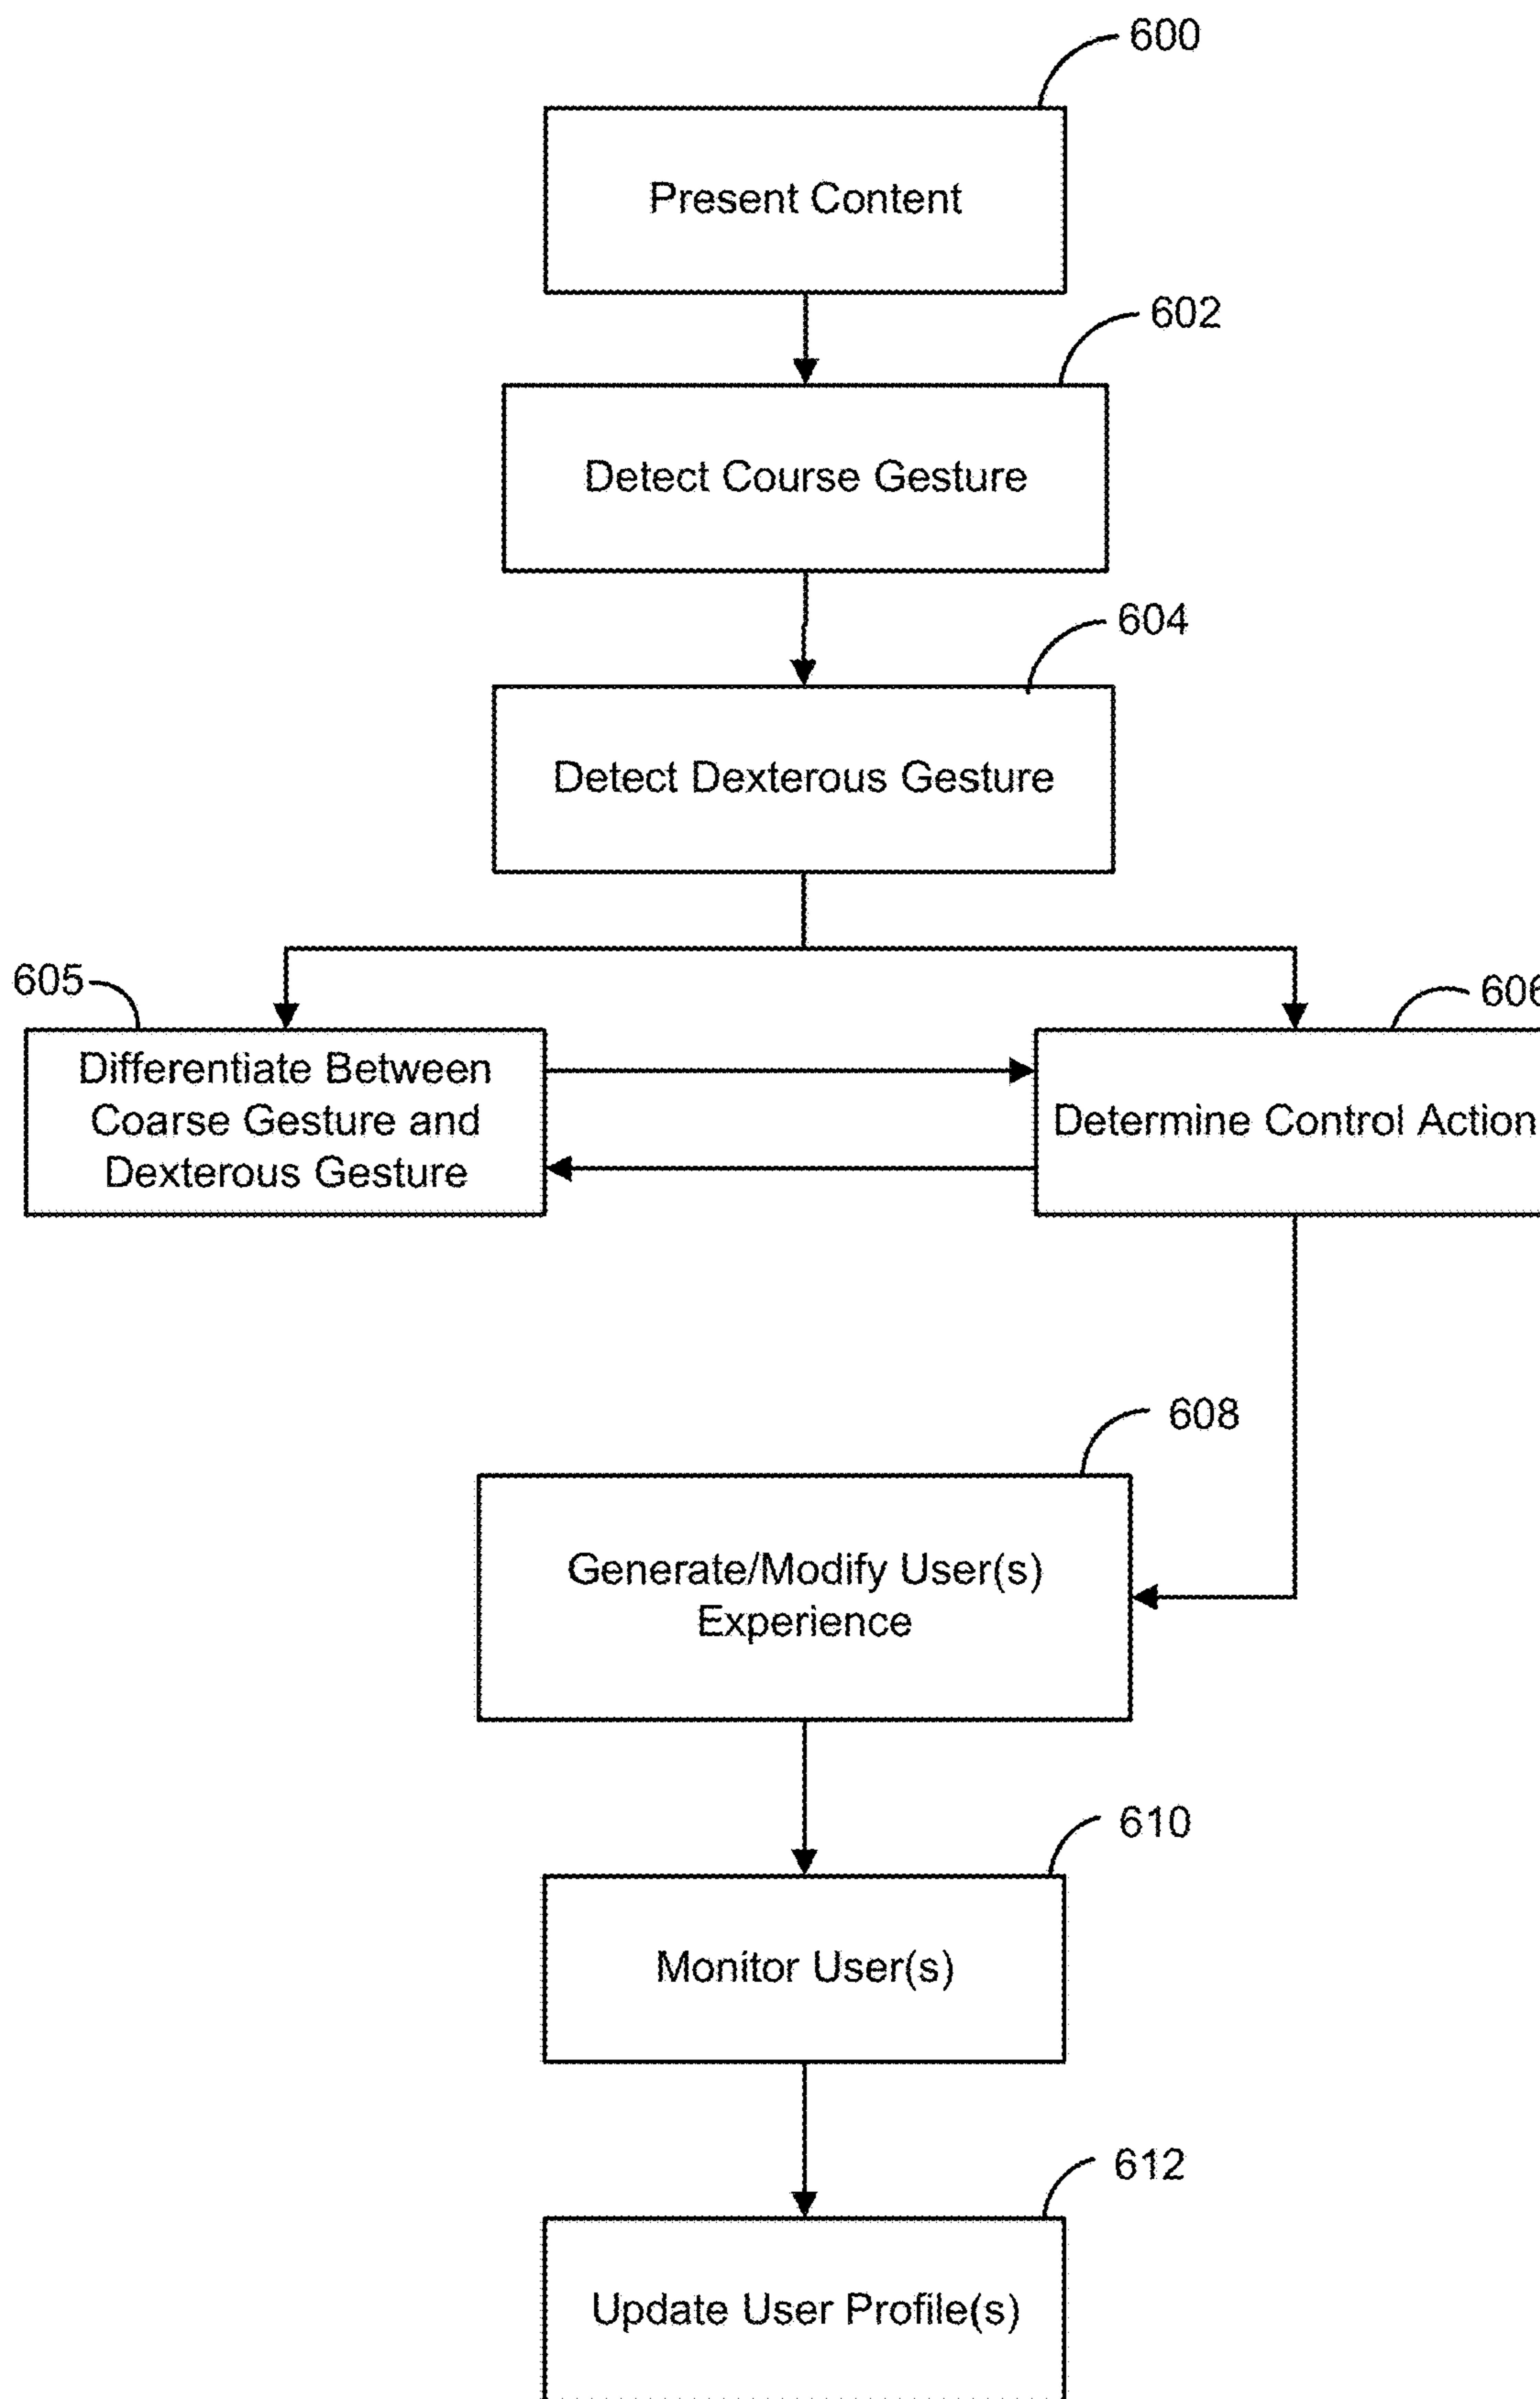 600
Present Content
602
Detect Course Gesture
604
Detect Dexterous Gesture
605
606
Differentiate Between
Coarse Gesture and
Dexterous Gesture
Determine Control Action
608
Generate/Modify User(s)
Experience
610
Monitor User(s)
612
Update User Profile(s)